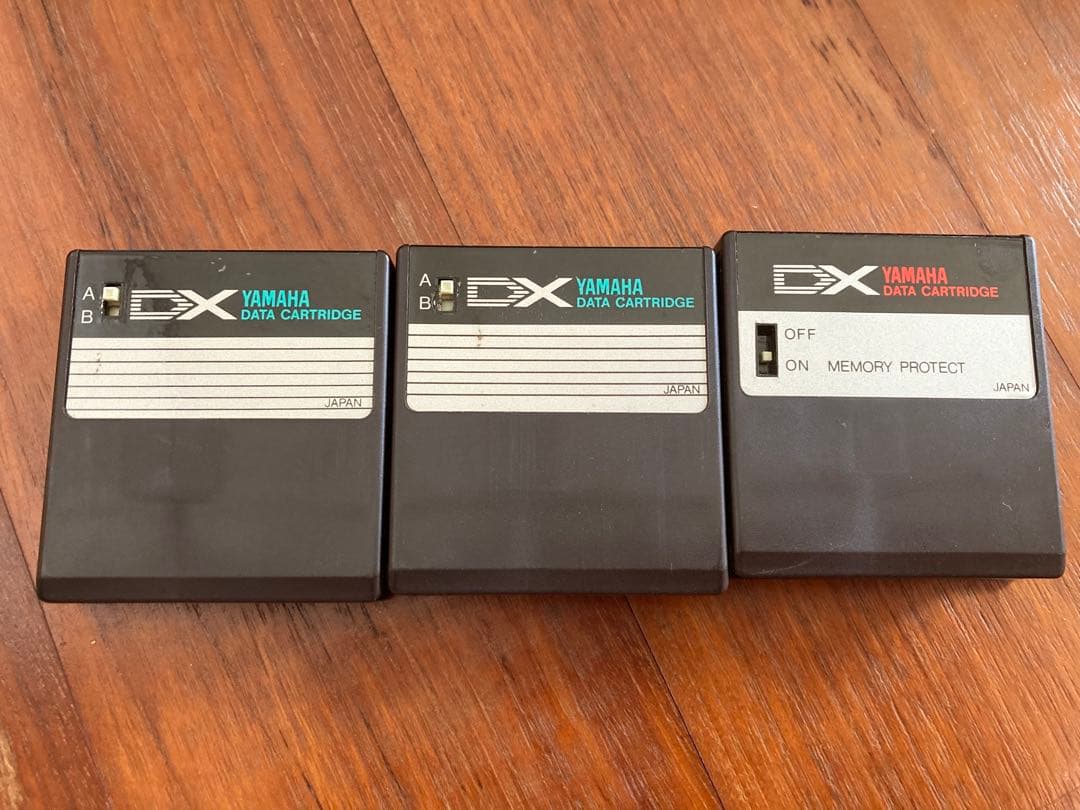 A
B
DX YAMAHA
DATA CARTRIDGE
JAPAN
A
B
DX YAMAHA
DATA CARTRIDGE
JAPAN
DX YAMAHA
DATA CARTRIDGE
OFF
ON MEMORY PROTECT
JAPAN